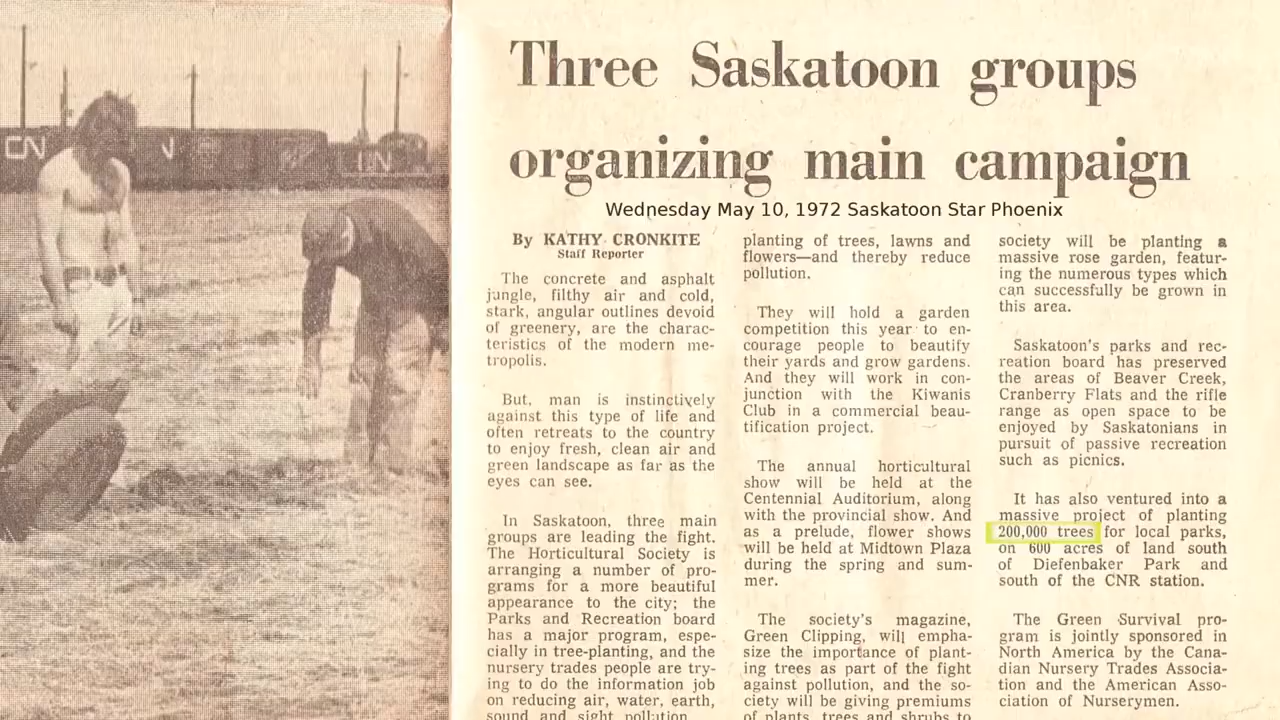 CN
Three Saskatoon groups
organizing main campaign
Wednesday May 10, 1972 Saskatoon Star Phoenix
By KATHY CRONKITE
Staff Reporter
The concrete and asphalt
jungle, filthy air and cold,
stark, angular outlines devoid
of greenery, are the charac-
teristics of the modern me-
tropolis.
But, man is instinctively
against this type of life and
often retreats to the country
to enjoy fresh, clean air and
green landscape as far as the
eyes can see.
In Saskatoon, three main
groups are leading the fight.
The Horticultural Society is
arranging a number of pro-
grams for a more beautiful
appearance to the city; the
Parks and Recreation board
has a major program, espe-
cially in tree-planting, and the
nursery trades people are try-
ing to do the information job
on reducing air, water, earth,
sound and sight pollution.
planting of trees, lawns and
flowers—and thereby reduce
pollution.
They will hold a garden
competition this year to en-
courage people to beautify
their yards and grow gardens.
And they will work in con-
junction with the Kiwanis
Club in a commercial beau-
tification project.
The annual horticultural
show will be held at the
Centennial Auditorium, along
with the provincial show. And
as a prelude, flower shows
will be held at Midtown Plaza
during the spring and sum-
mer.
The society's magazine,
Green Clipping, will empha-
size the importance of plant-
ing trees as part of the fight
against pollution, and the so-
ciety will be giving premiums
of plants, trees and shrubs to
society will be planting a
massive rose garden, featur-
ing the numerous types which
can successfully be grown in
this area.
Saskatoon's parks and rec-
reation board has preserved
the areas of Beaver Creek,
Cranberry Flats and the rifle
range as open space to be
enjoyed by Saskatonians in
pursuit of passive recreation
such as picnics.
It has also ventured into a
massive project of planting
200,000 trees for local parks,
on 600 acres of land south
of Diefenbaker Park and
south of the CNR station.
The Green Survival pro-
gram is jointly sponsored in
North America by the Cana-
dian Nursery Trades Associa-
tion and the American Asso-
ciation of Nurserymen.